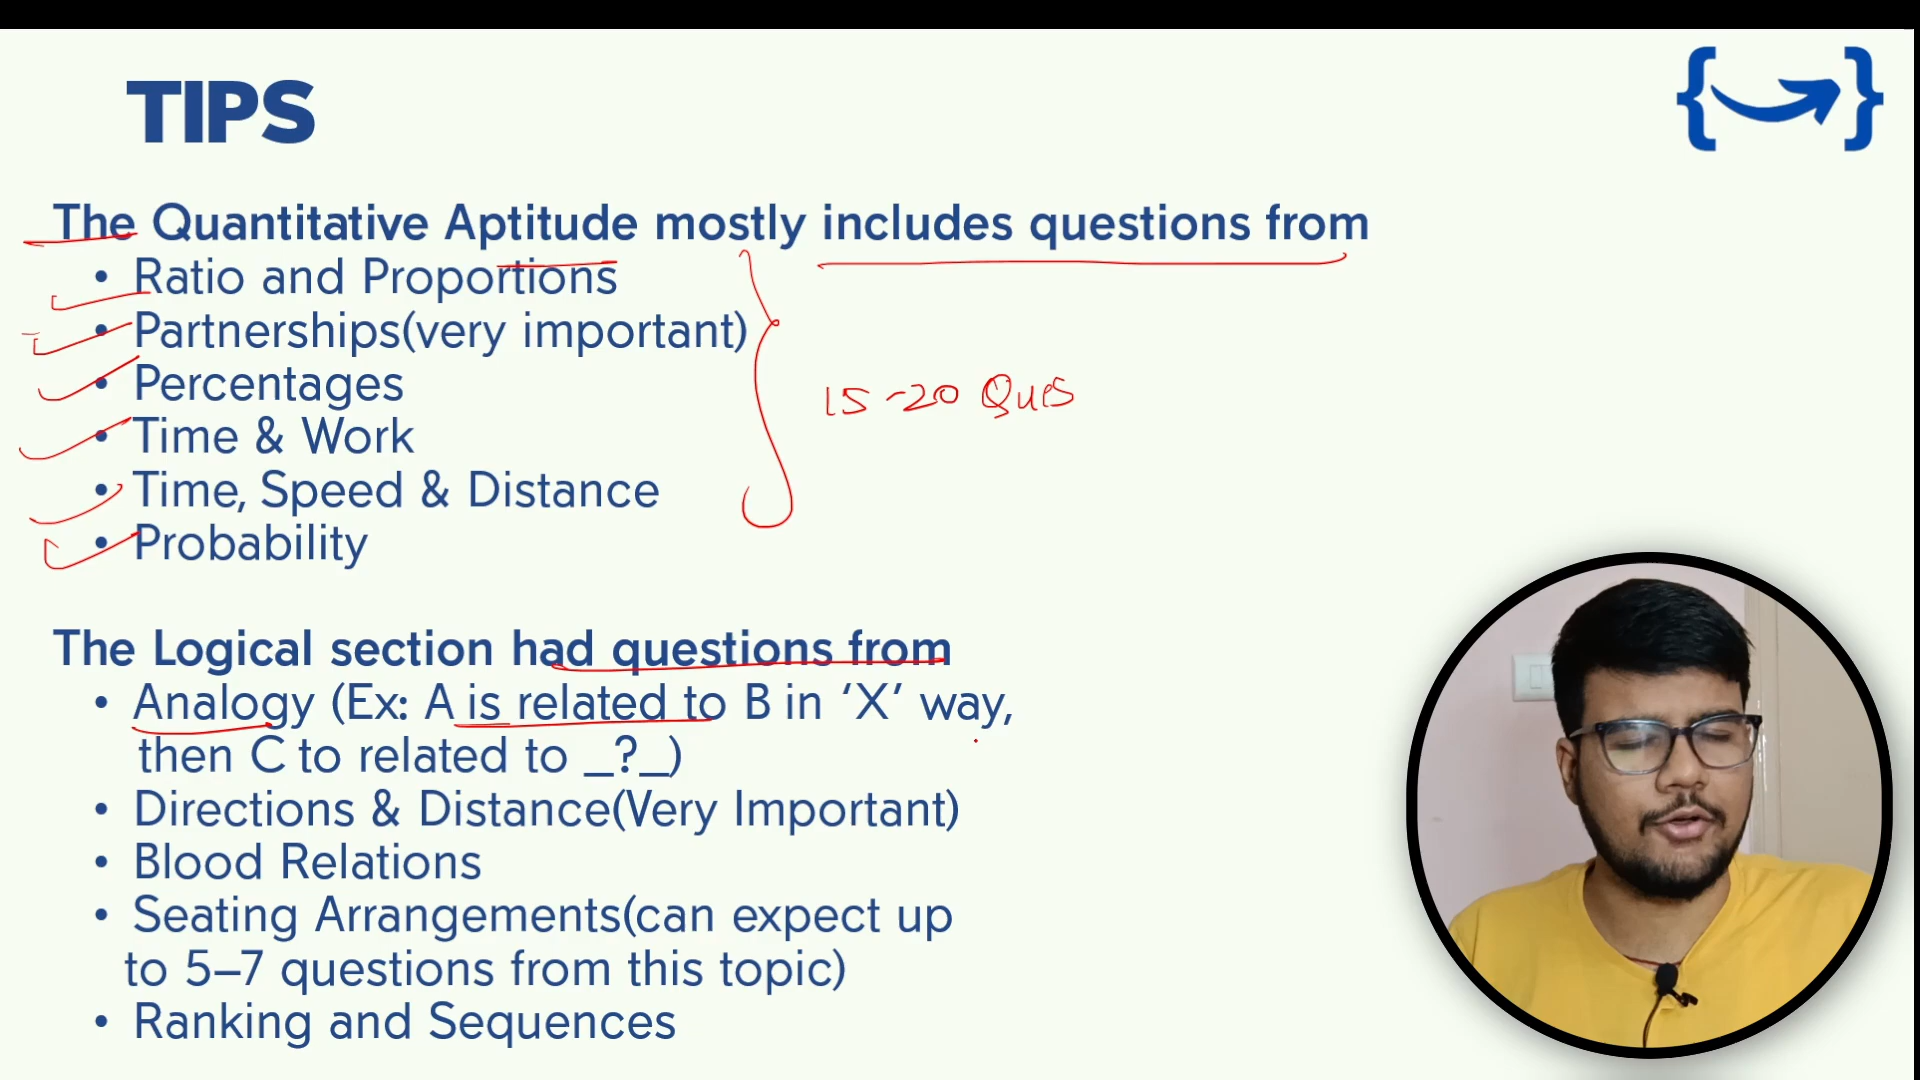 TIPS
The Quantitative Aptitude mostly includes questions from
• Ratio and Proportions
• Partnerships(very important)
• Percentages
• Time & Work
• Time, Speed & Distance
• Probability
15-20 Ques
The Logical section had questions from
• Analogy (Ex: A is related to B in ‘X’ way,
then C to related to _?_)
• Directions & Distance(Very Important)
• Blood Relations
• Seating Arrangements(can expect up
to 5–7 questions from this topic)
• Ranking and Sequences